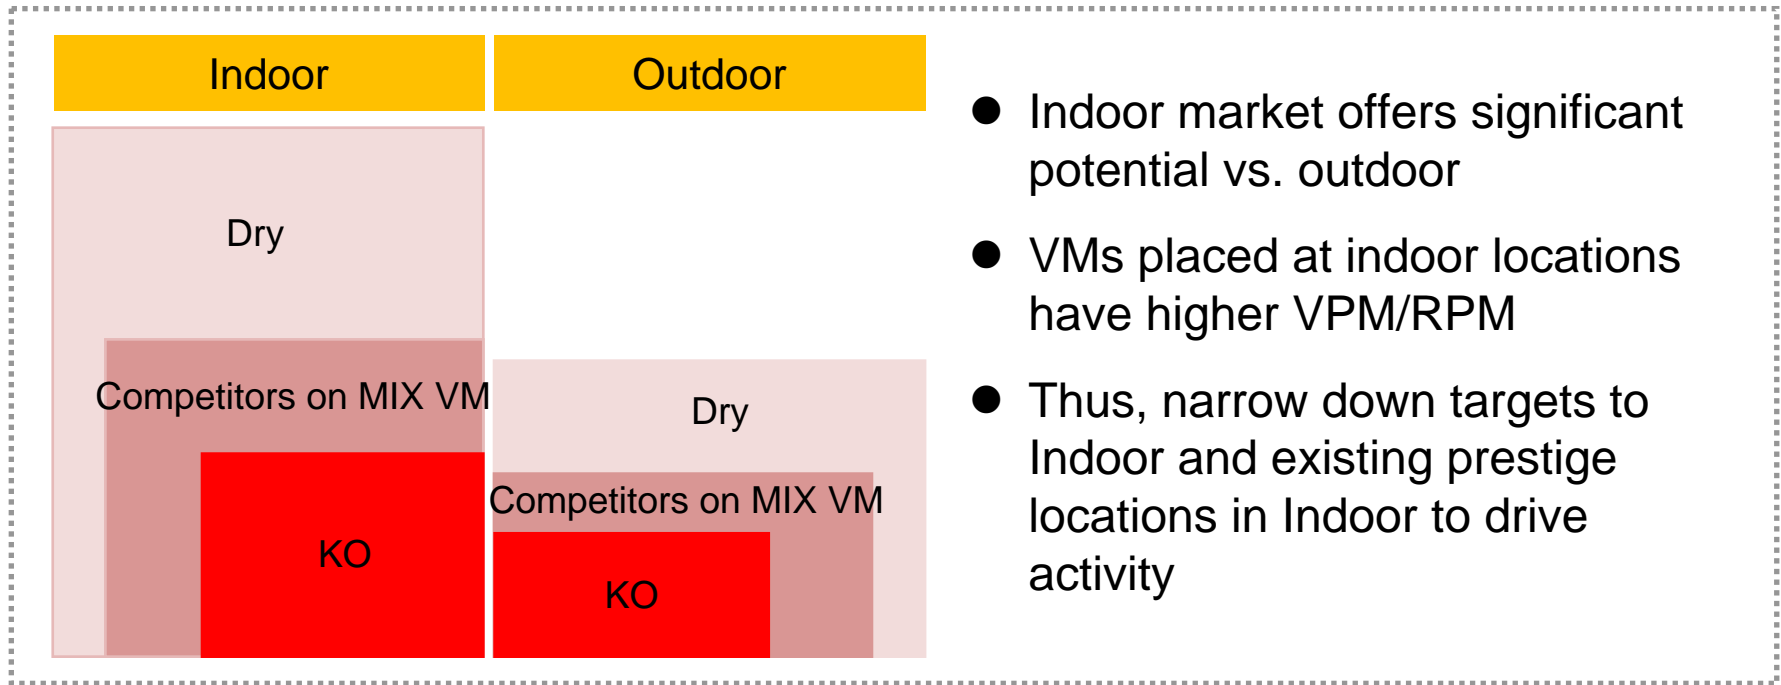 Indoor
Outdoor
Dry
Competitors on MIX VM
KO
Dry
Competitors on MIX VM
KO
● Indoor market offers significant
potential vs. outdoor
● VMs placed at indoor locations
have higher VPM/RPM
● Thus, narrow down targets to
Indoor and existing prestige
locations in Indoor to drive
activity